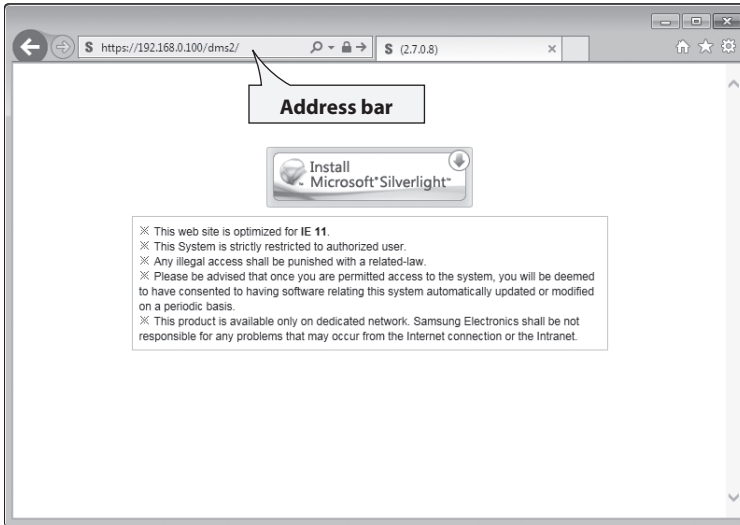 S https://192.168.0.100/dms2/
S (2.7.0.8)
Address bar
Install
Microsoft® Silverlight™
※ This web site is optimized for IE 11.
※ This System is strictly restricted to authorized user.
※ Any illegal access shall be punished with a related-law.
※ Please be advised that once you are permitted access to the system, you will be deemed
to have consented to having software relating this system automatically updated or modified
on a periodic basis.
※ This product is available only on dedicated network. Samsung Electronics shall be not
responsible for any problems that may occur from the Internet connection or the Intranet.